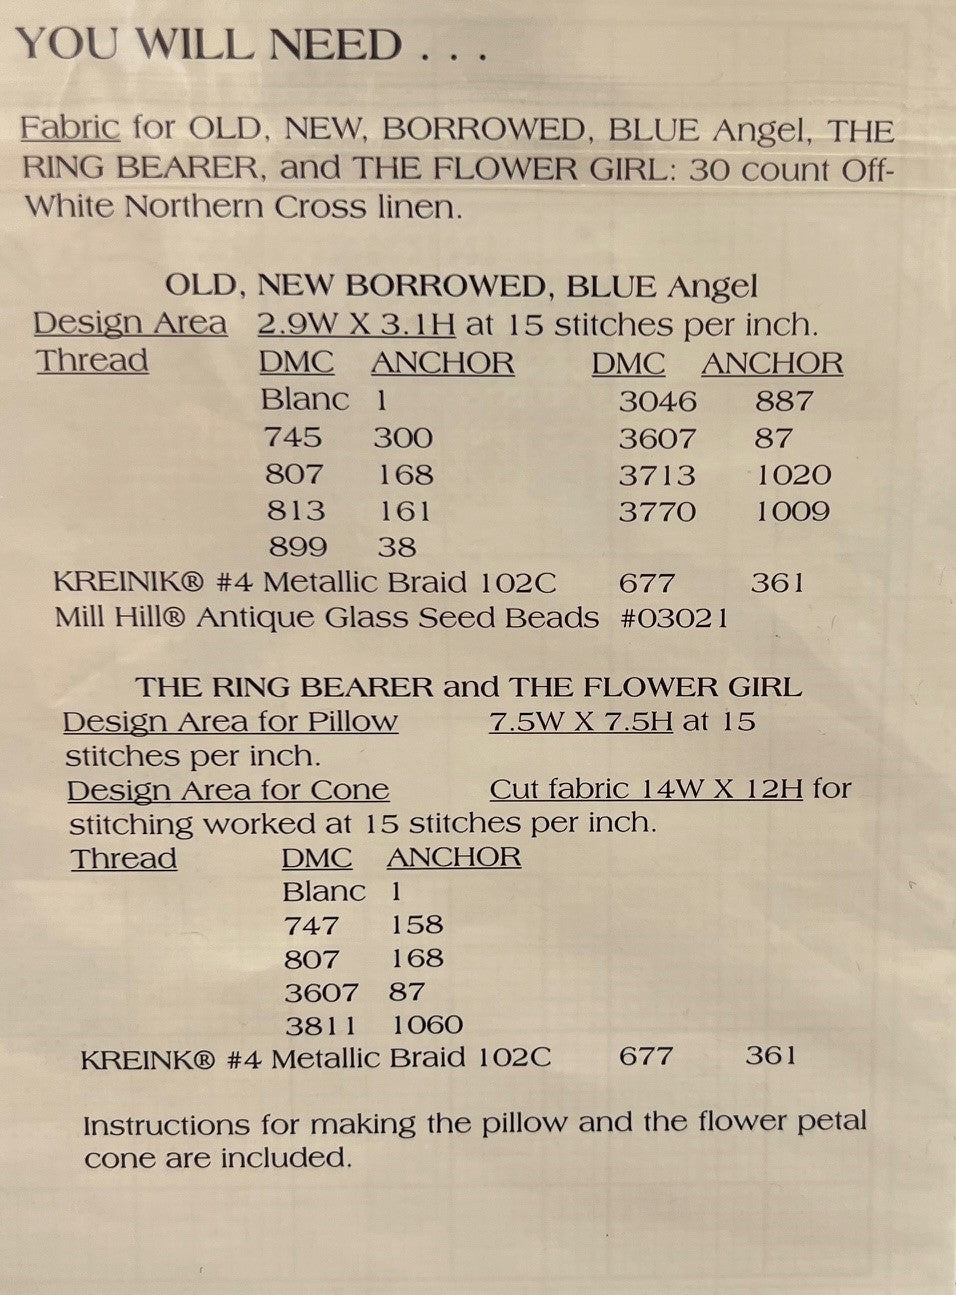 YOU WILL NEED . . .
Fabric for OLD, NEW, BORROWED, BLUE Angel, THE
RING BEARER, and THE FLOWER GIRL: 30 count Off-
White Northern Cross linen.
OLD, NEW BORROWED, BLUE Angel
Design Area 2.9W X 3.1H at 15 stitches per inch.
Thread DMC ANCHOR DMC ANCHOR
Blanc 1 3046 887
745 300 3607 87
807 168 3713 1020
813 161 3770 1009
899 38
KREINIK® #4 Metallic Braid 102C 677 361
Mill Hill® Antique Glass Seed Beads #03021
THE RING BEARER and THE FLOWER GIRL
Design Area for Pillow 7.5W X 7.5H at 15
stitches per inch.
Design Area for Cone Cut fabric 14W X 12H for
stitching worked at 15 stitches per inch.
Thread DMC ANCHOR
Blanc 1
747 158
807 168
3607 87
3811 1060
KREINK® #4 Metallic Braid 102C 677 361
Instructions for making the pillow and the flower petal
cone are included.